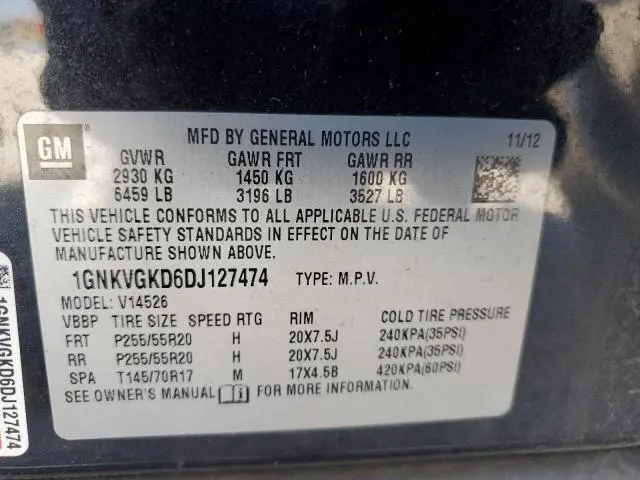 GM
MFD BY GENERAL MOTORS LLC 11/12
GVWR GAWR FRT GAWR RR
2930 KG 1450 KG 1600 KG
6459 LB 3196 LB 3527 LB
THIS VEHICLE CONFORMS TO ALL APPLICABLE U.S. FEDERAL MOTOR
VEHICLE SAFETY STANDARDS IN EFFECT ON THE DATE OF
MANUFACTURE SHOWN ABOVE.
1GNKVGKD6DJ127474 TYPE: M.P.V.
MODEL: V14526
VBBP TIRE SIZE SPEED RTG RIM COLD TIRE PRESSURE
FRT P255/55R20 H 20X7.5J 240KPA(35PSI)
RR P255/55R20 H 20X7.5J 240KPA(35PSI)
SPA T145/70R17 M 17X4.5B 420KPA(60PSI)
SEE OWNER'S MANUAL FOR MORE INFORMATION.
1GNKVGKD6DJ127474